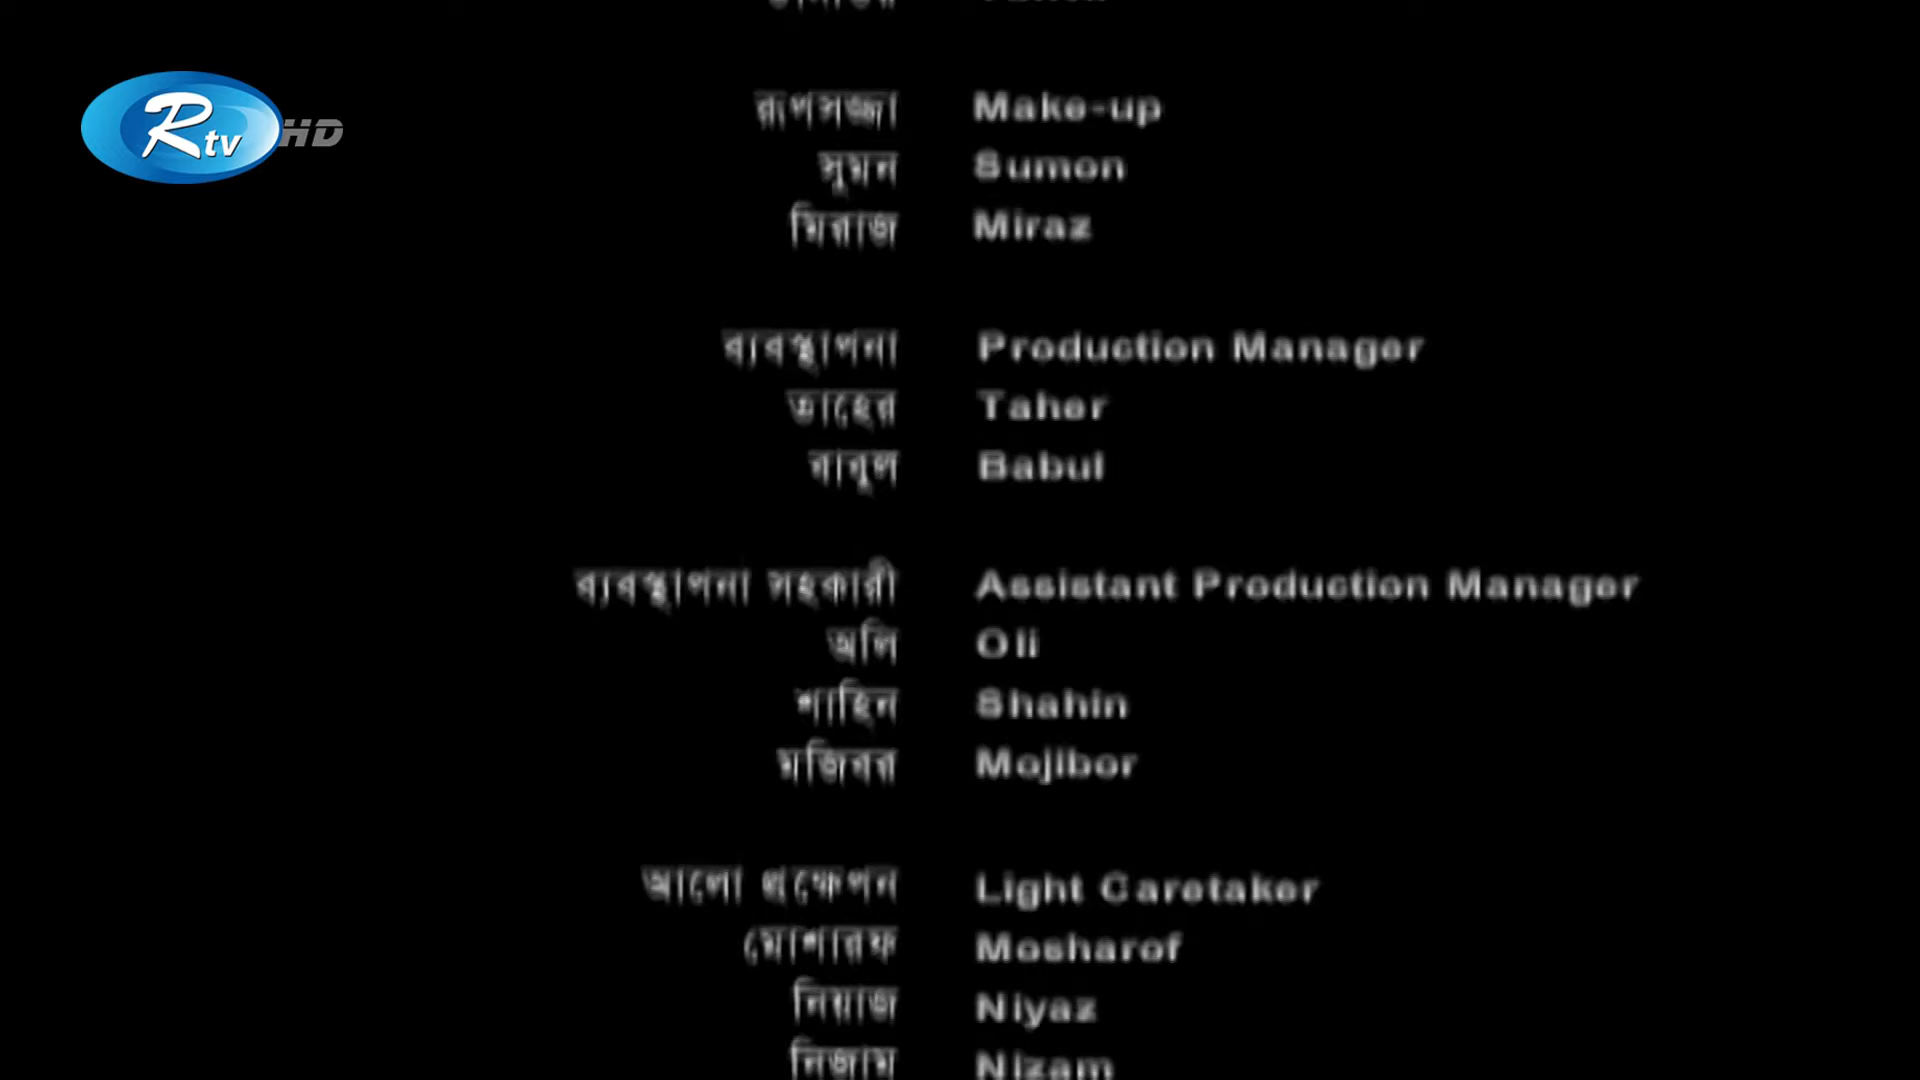 Rtv HD
রূপসজ্জা Make-up
সুমন Sumon
মিরাজ Miraz
ব্যবস্থাপনা Production Manager
তাহের Taher
বাবুল Babul
ব্যবস্থাপনা সহকারী Assistant Production Manager
অলি Oli
শাহিন Shahin
মজিবর Mojibor
আলো প্রক্ষেপন Light Caretaker
মোশারফ Mosharof
নিয়াজ Niyaz
নিজাম Nizam